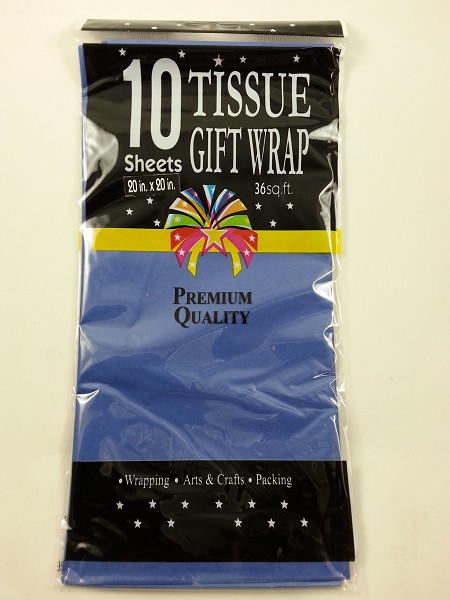 10 TISSUE
Sheets GIFT WRAP
20 in. x 20 in. 36sq.ft.
PREMIUM
QUALITY
• Wrapping • Arts & Crafts • Packing